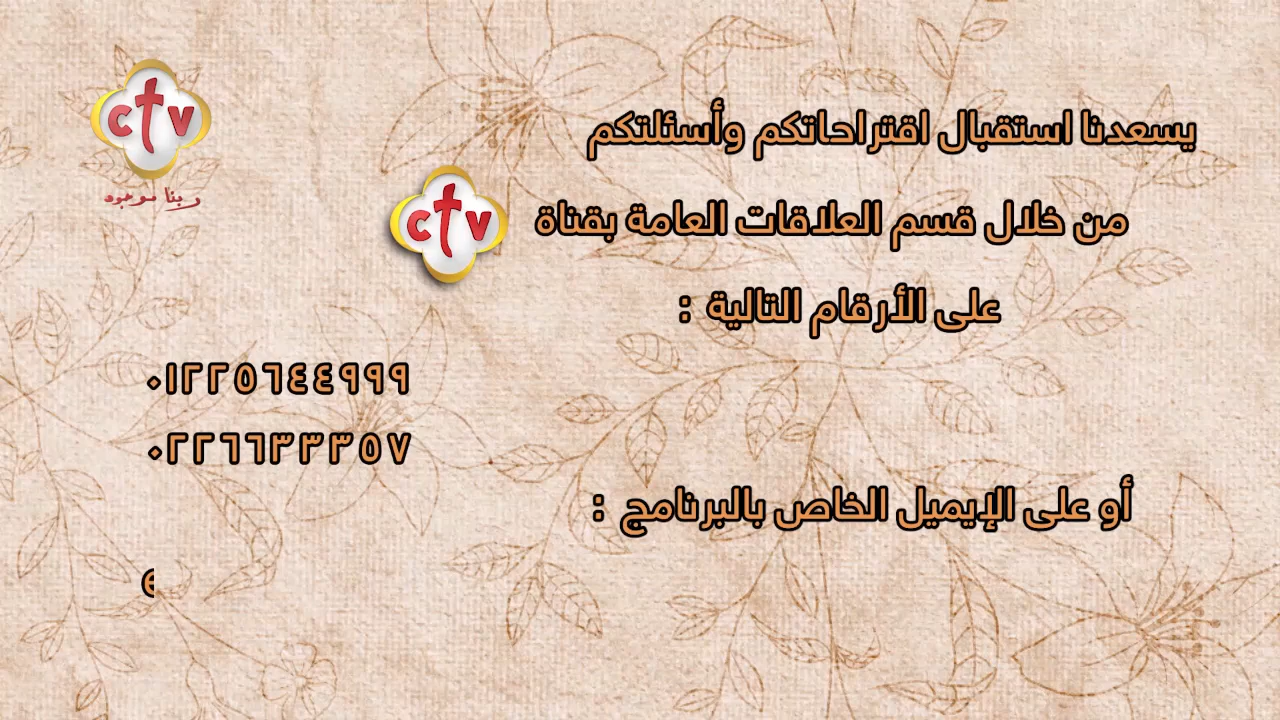 ctv
ربنا موجود
يسعدنا استقبال اقتراحاتكم وأسئلتكم
من خلال قسم العلاقات العامة بقناة ctv
على الأرقام التالية :
٠١٢٢٥٦٤٤٩٩٩
٠٢٢٦٦٣٣٣٥٧
أو على الإيميل الخاص بالبرنامج :